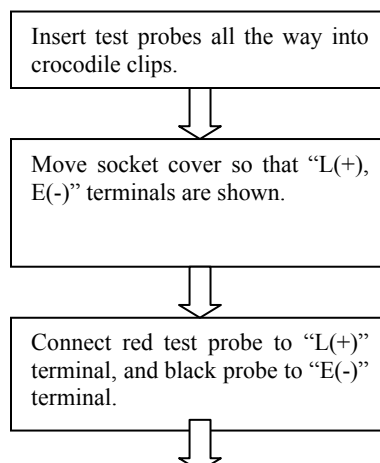 Insert test probes all the way into
crocodile clips.
Move socket cover so that “L(+),
E(-)” terminals are shown.
Connect red test probe to “L(+)”
terminal, and black probe to “E(-)”
terminal.